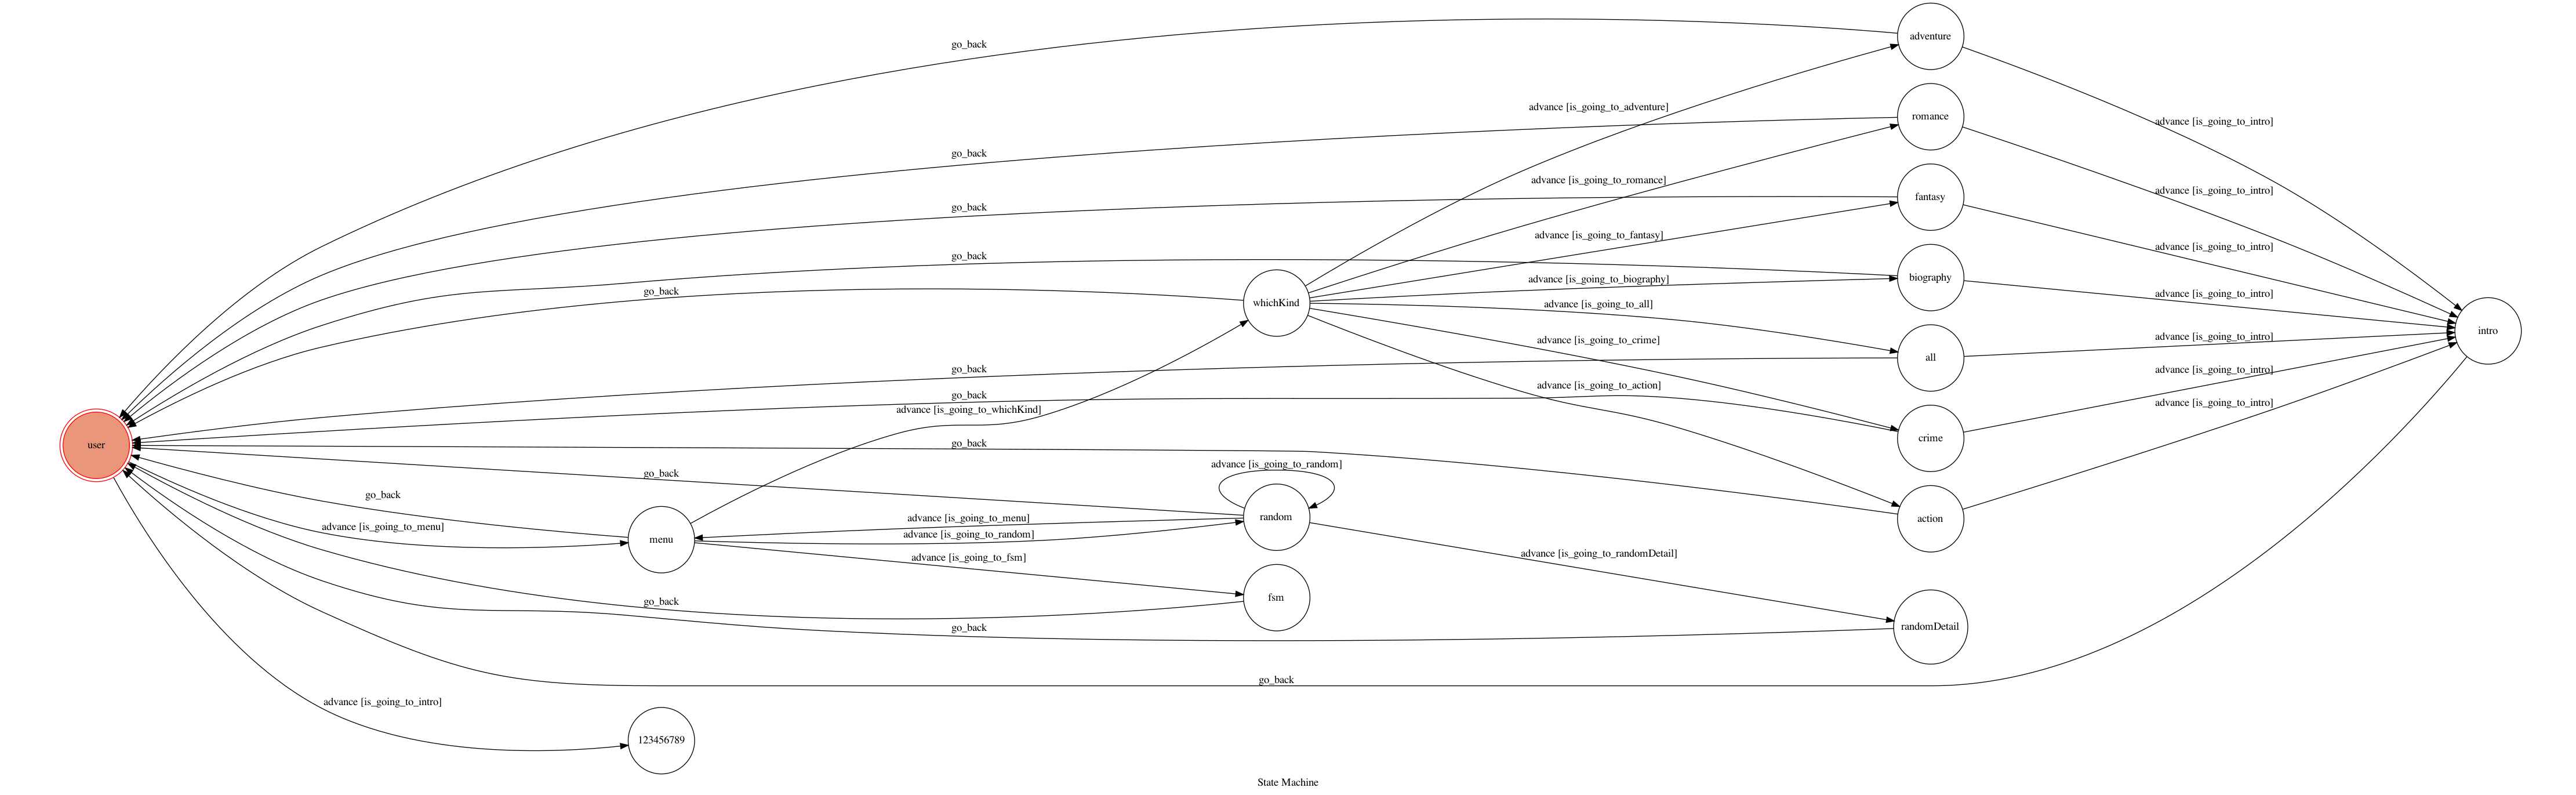 adventure
go_back
advance [is_going_to_adventure]
romance
advance [is_going_to_intro]
go_back
advance [is_going_to_romance]
advance [is_going_to_intro]
fantasy
go_back
advance [is_going_to_fantasy]
advance [is_going_to_intro]
go_back
biography
advance [is_going_to_biography]
go_back
advance [is_going_to_intro]
whichKind
advance [is_going_to_all]
intro
advance [is_going_to_intro]
advance [is_going_to_crime]
all
go_back
advance [is_going_to_intro]
advance [is_going_to_action]
go_back
advance [is_going_to_intro]
advance [is_going_to_whichKind]
crime
user
go_back
advance [is_going_to_random]
go_back
go_back
random
action
advance [is_going_to_menu]
advance [is_going_to_menu]
advance [is_going_to_random]
menu
advance [is_going_to_randomDetail]
advance [is_going_to_fsm]
fsm
go_back
go_back
randomDetail
go_back
advance [is_going_to_intro]
123456789
State Machine